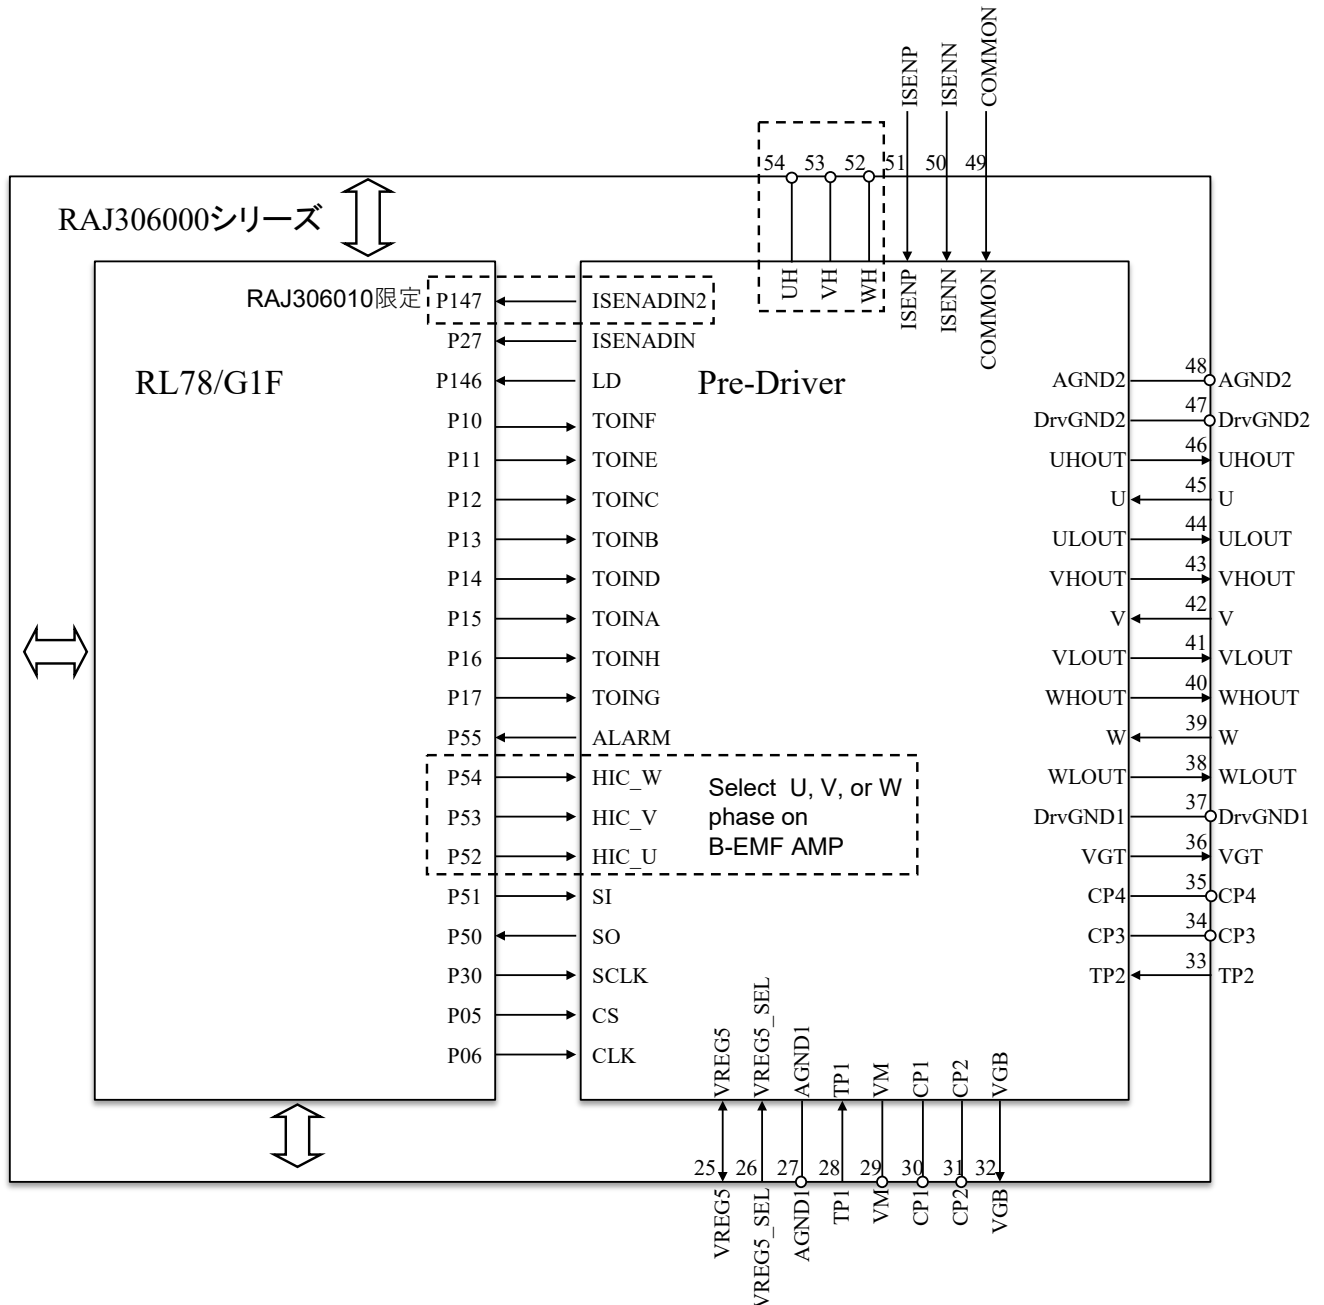 ISENP
ISENN
COMMON
54
53
52
51
50
49
RAJ306000シリーズ
UH
VH
WH
ISENP
ISENN
COMMON
RAJ306010限定
P147
ISENADIN2
P27
ISENADIN
RL78/G1F
Pre-Driver
P146
LD
P10
TOINF
P11
TOINE
P12
TOINC
P13
TOINB
P14
TOIND
P15
TOINA
P16
TOINH
P17
TOING
P55
ALARM
P54
HIC_W
P53
HIC_V
P52
HIC_U
Select U, V, or W
phase on
B-EMF AMP
P51
SI
P50
SO
P30
SCLK
P05
CS
P06
CLK
AGND2
48
AGND2
DrvGND2
47
DrvGND2
UHOUT
46
UHOUT
U
45
U
ULOUT
44
ULOUT
VHOUT
43
VHOUT
V
42
V
VLOUT
41
VLOUT
WHOUT
40
WHOUT
W
39
W
WLOUT
38
WLOUT
DrvGND1
37
DrvGND1
VGT
36
VGT
CP4
35
CP4
CP3
34
CP3
TP2
33
TP2
VREG5
VREG5_SEL
AGND1
TP1
VM
CP1
CP2
VGB
25
26
27
28
29
30
31
32
VREG5
VREG5_SEL
AGND1
TP1
VM
CP1
CP2
VGB